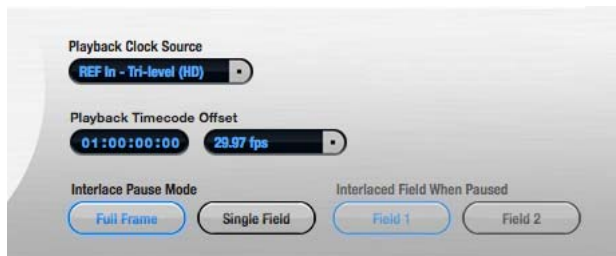 Playback Clock Source
REF In - Tri-level (HD)
Playback Timecode Offset
01:00:00:00 29.97 fps
Interlace Pause Mode Interlaced Field When Paused
Full Frame Single Field Field 1 Field 2